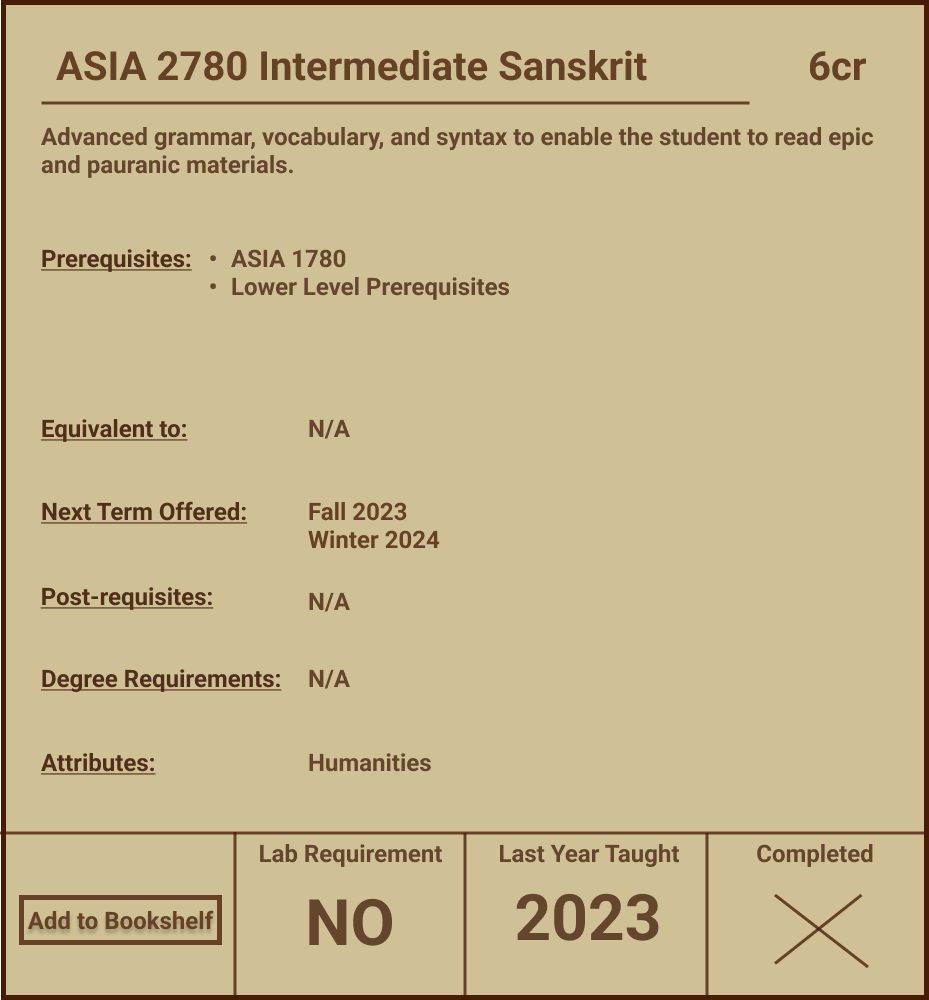 ASIA 2780 Intermediate Sanskrit 6cr
Advanced grammar, vocabulary, and syntax to enable the student to read epic
and pauranic materials.
Prerequisites: • ASIA 1780
• Lower Level Prerequisites
Equivalent to: N/A
Next Term Offered: Fall 2023
Winter 2024
Post-requisites: N/A
Degree Requirements: N/A
Attributes: Humanities
Add to Bookshelf
Lab Requirement
NO
Last Year Taught
2023
Completed